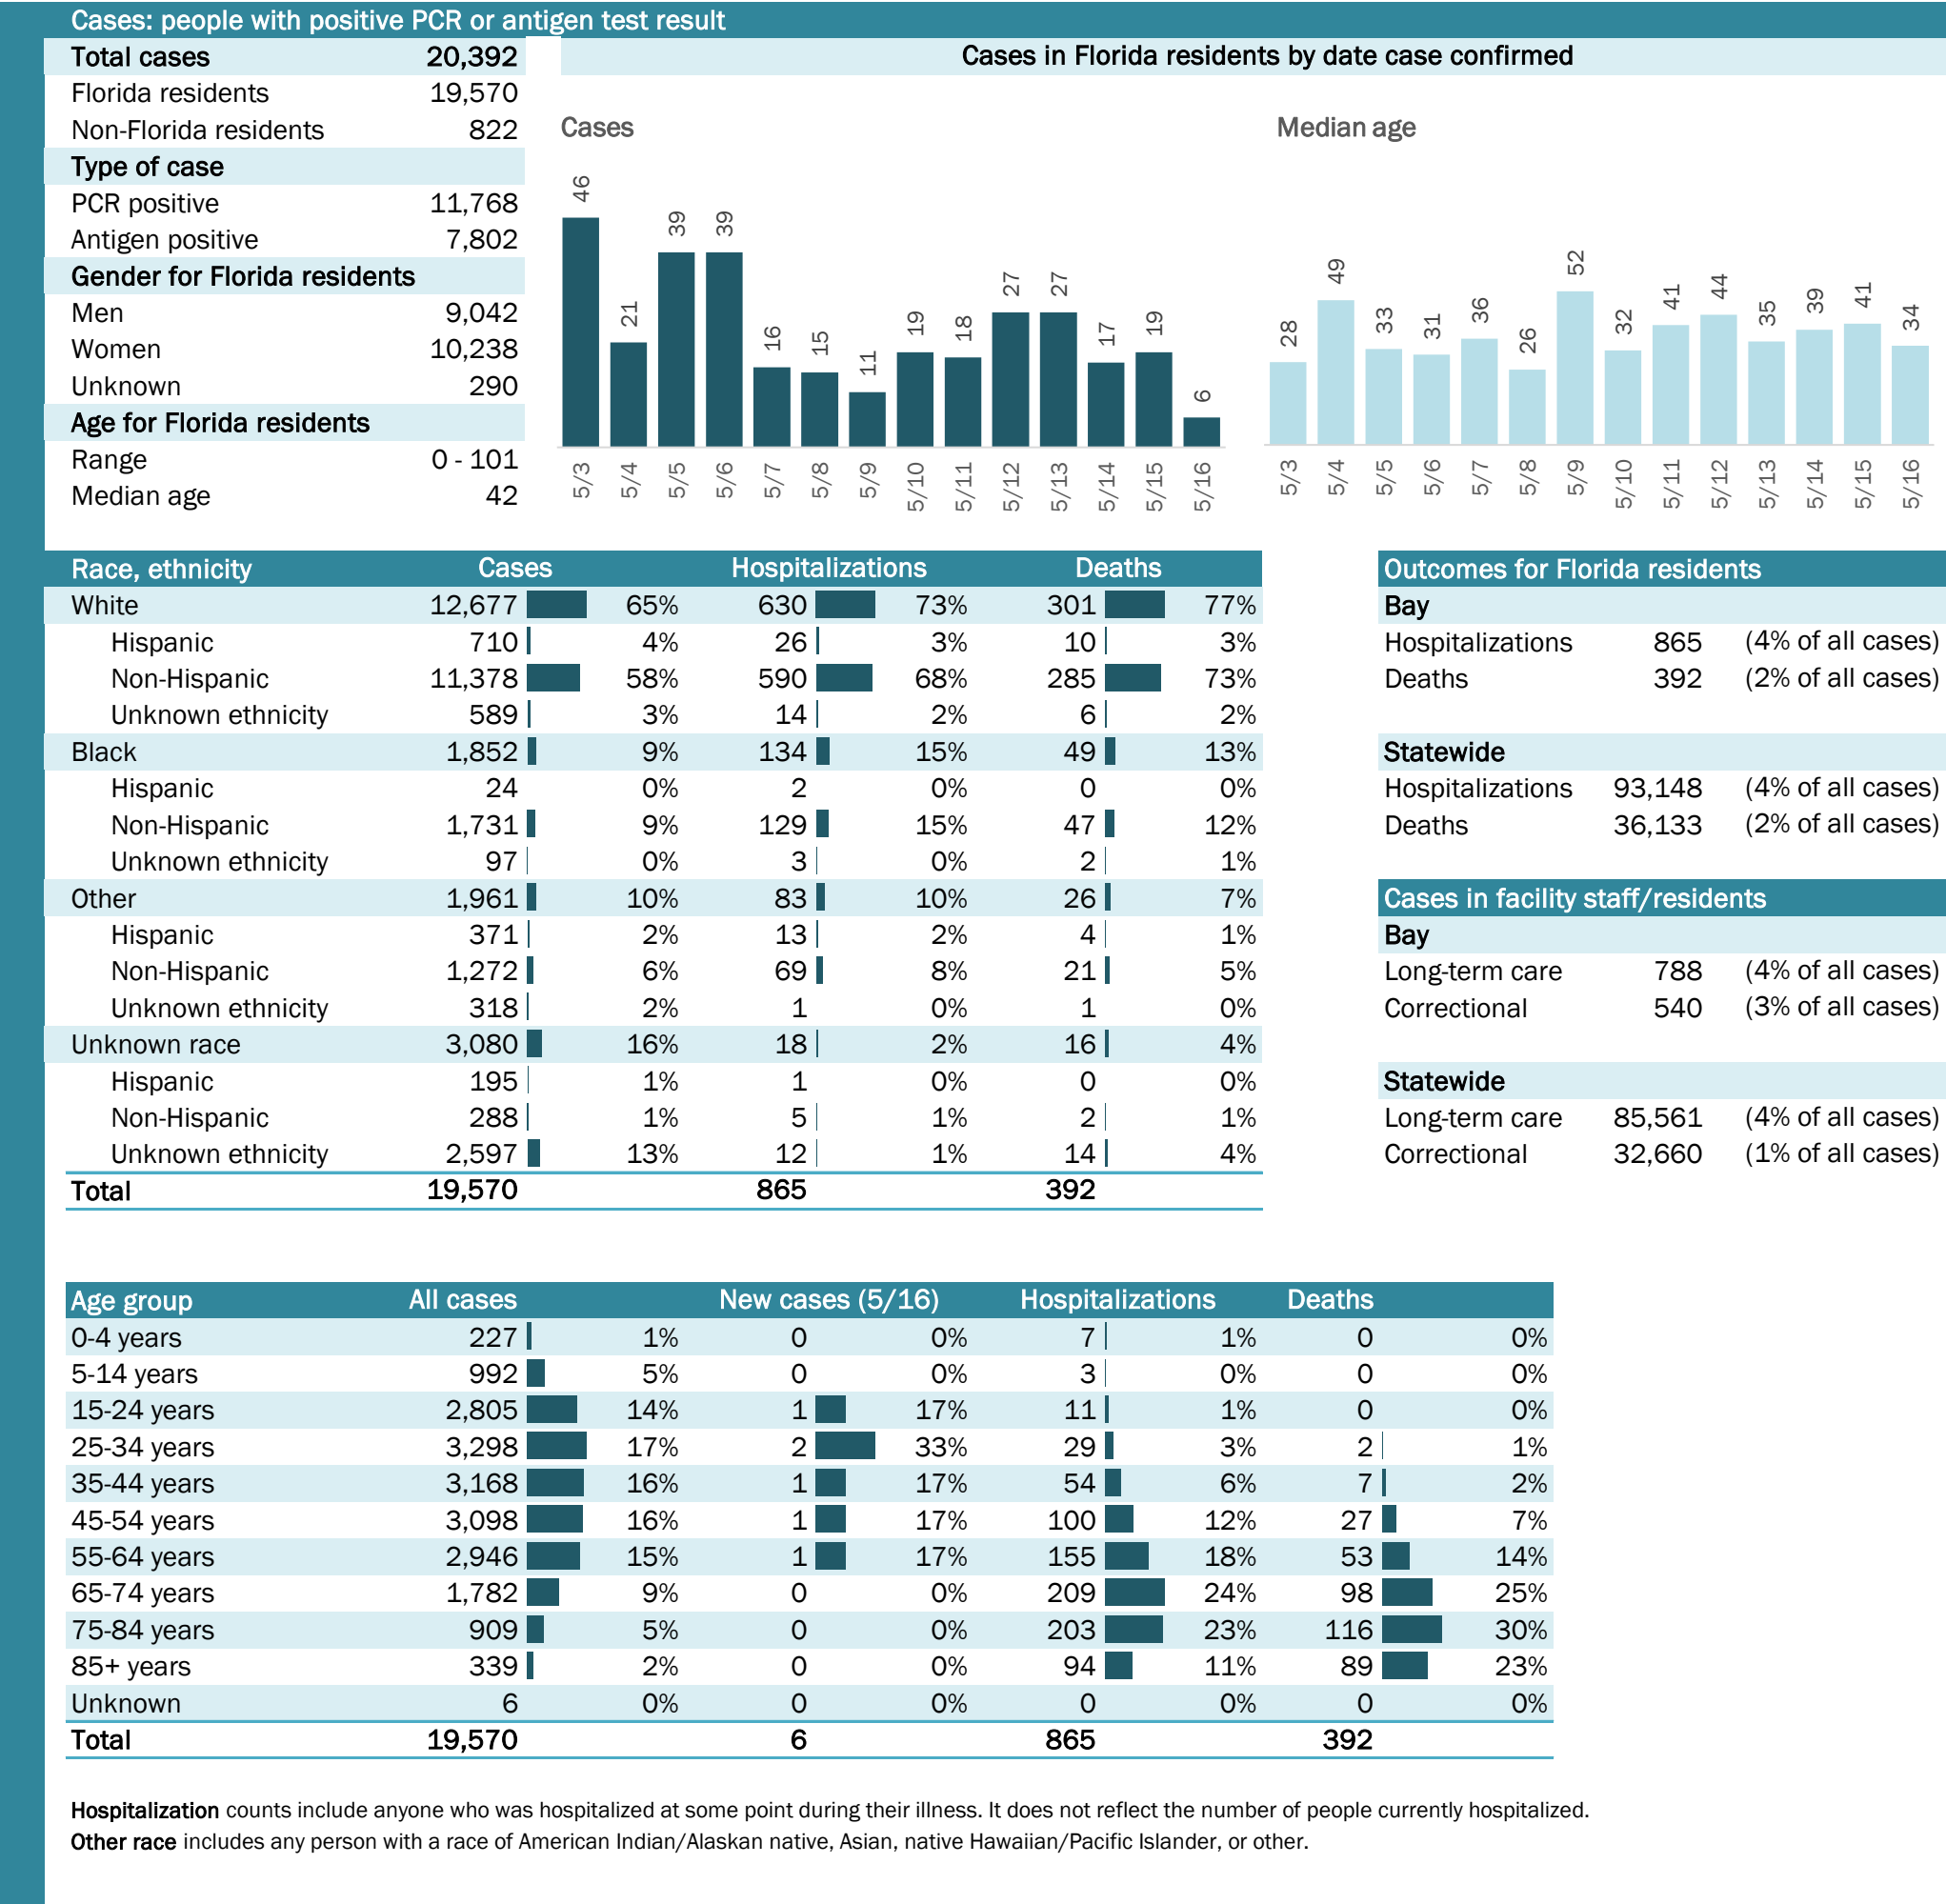 Cases: people with positive PCR or antigen test result
Total cases 20,392
Florida residents 19,570
Non-Florida residents 822
Type of case
PCR positive 11,768
Antigen positive 7,802
Gender for Florida residents
Men 9,042
Women 10,238
Unknown 290
Age for Florida residents
Range 0 - 101
Median age 42
Cases in Florida residents by date case confirmed
Cases
46 21 39 39 16 15 11 19 18 27 27 17 19 6
5/3 5/4 5/5 5/6 5/7 5/8 5/9 5/10 5/11 5/12 5/13 5/14 5/15 5/16
Median age
28 49 33 31 36 26 52 32 41 44 35 39 41 34
5/3 5/4 5/5 5/6 5/7 5/8 5/9 5/10 5/11 5/12 5/13 5/14 5/15 5/16
Race, ethnicity Cases Hospitalizations Deaths
White 12,677 65% 630 73% 301 77%
Hispanic 710 4% 26 3% 10 3%
Non-Hispanic 11,378 58% 590 68% 285 73%
Unknown ethnicity 589 3% 14 2% 6 2%
Black 1,852 9% 134 15% 49 13%
Hispanic 24 0% 2 0% 0 0%
Non-Hispanic 1,731 9% 129 15% 47 12%
Unknown ethnicity 97 0% 3 0% 2 1%
Other 1,961 10% 83 10% 26 7%
Hispanic 371 2% 13 2% 4 1%
Non-Hispanic 1,272 6% 69 8% 21 5%
Unknown ethnicity 318 2% 1 0% 1 0%
Unknown race 3,080 16% 18 2% 16 4%
Hispanic 195 1% 1 0% 0 0%
Non-Hispanic 288 1% 5 1% 2 1%
Unknown ethnicity 2,597 13% 12 1% 14 4%
Total 19,570 865 392
Outcomes for Florida residents
Bay
Hospitalizations 865 (4% of all cases)
Deaths 392 (2% of all cases)
Statewide
Hospitalizations 93,148 (4% of all cases)
Deaths 36,133 (2% of all cases)
Cases in facility staff/residents
Bay
Long-term care 788 (4% of all cases)
Correctional 540 (3% of all cases)
Statewide
Long-term care 85,561 (4% of all cases)
Correctional 32,660 (1% of all cases)
Age group All cases New cases (5/16) Hospitalizations Deaths
0-4 years 227 1% 0 0% 7 1% 0 0%
5-14 years 992 5% 0 0% 3 0% 0 0%
15-24 years 2,805 14% 1 17% 11 1% 0 0%
25-34 years 3,298 17% 2 33% 29 3% 2 1%
35-44 years 3,168 16% 1 17% 54 6% 7 2%
45-54 years 3,098 16% 1 17% 100 12% 27 7%
55-64 years 2,946 15% 1 17% 155 18% 53 14%
65-74 years 1,782 9% 0 0% 209 24% 98 25%
75-84 years 909 5% 0 0% 203 23% 116 30%
85+ years 339 2% 0 0% 94 11% 89 23%
Unknown 6 0% 0 0% 0 0% 0 0%
Total 19,570 6 865 392
Hospitalization counts include anyone who was hospitalized at some point during their illness. It does not reflect the number of people currently hospitalized.
Other race includes any person with a race of American Indian/Alaskan native, Asian, native Hawaiian/Pacific Islander, or other.